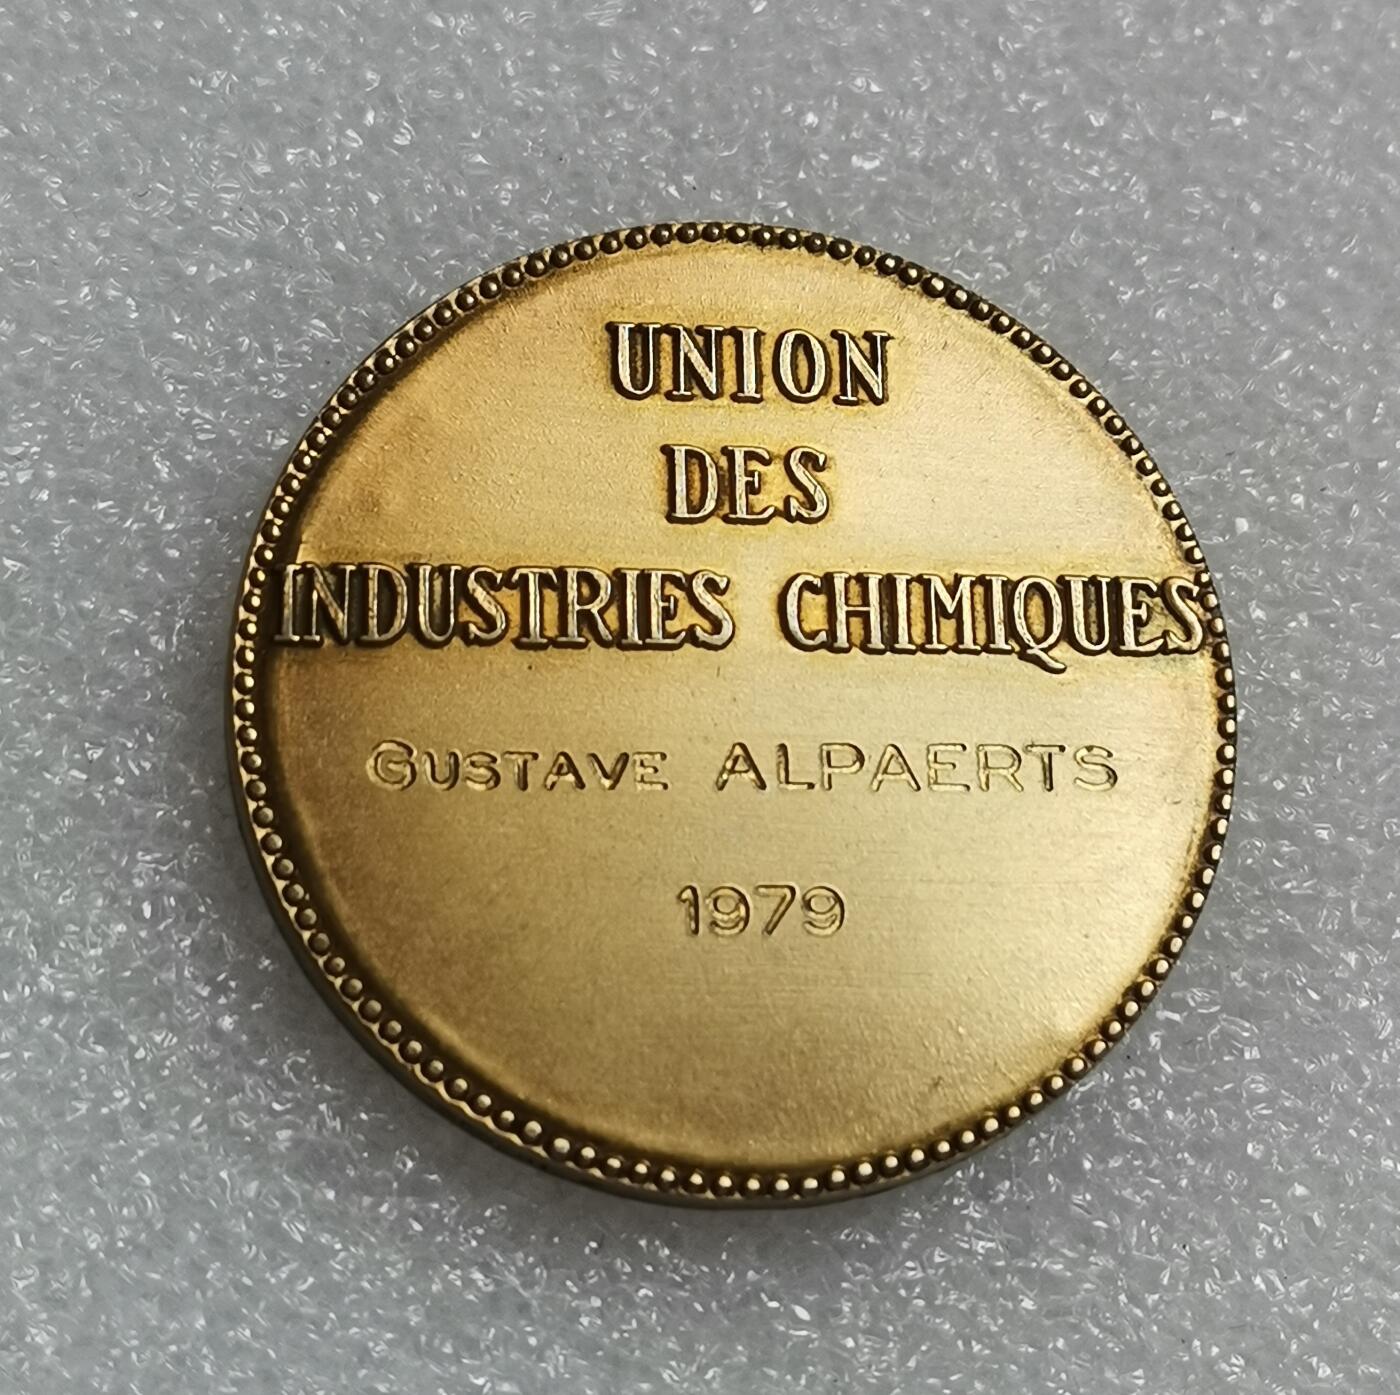 UNION
DES
INDUSTRIES CHIMIQUES
GUSTAVE ALPAERTS
1979